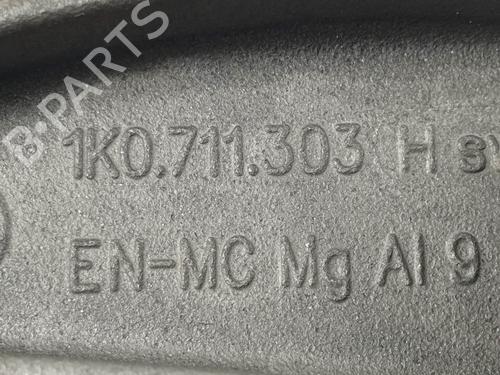 B-PARTS
1K0.711.303 H
EN-MC Mg Al 9